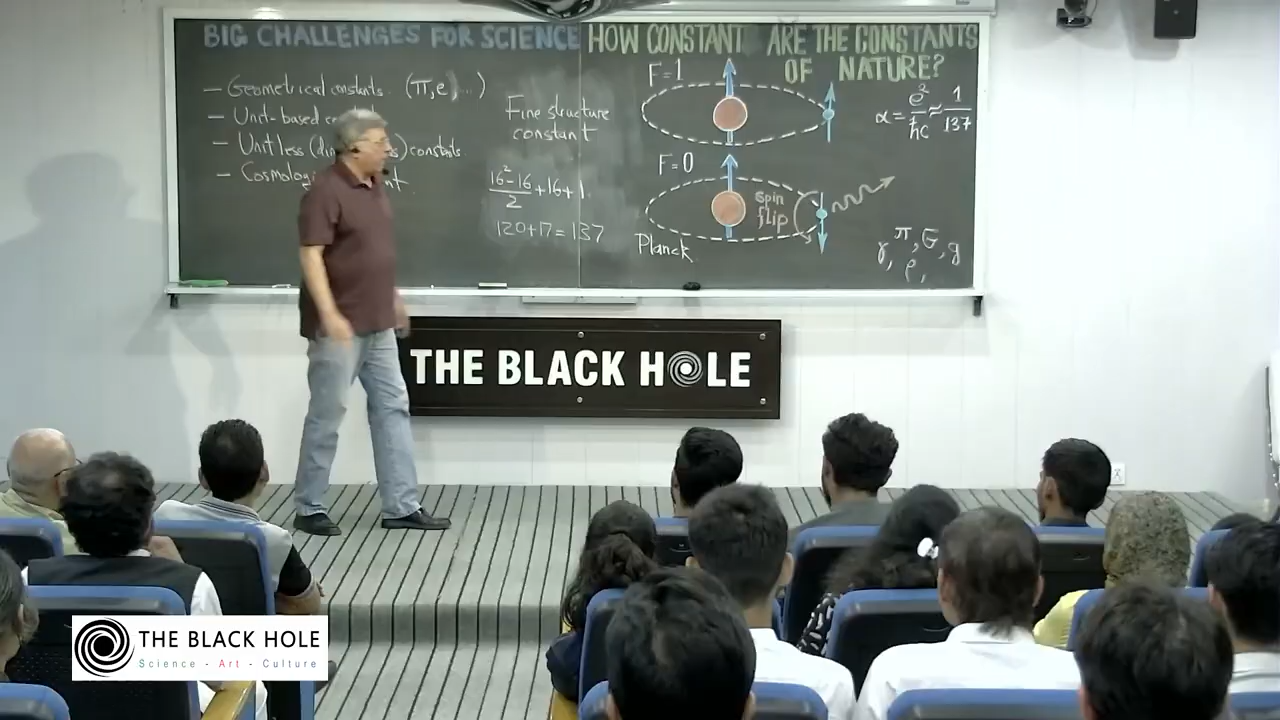 BIG CHALLENGES FOR SCIENCE
— Geometrical constants (π, e, ...)
— Unit-based
— Unitless constants
— Cosmolog
Fine structure
constant
16²-16/2 + 16 + 1
120+17=137
HOW CONSTANT ARE THE CONSTANTS
OF NATURE?
F=1
F=0
Spin
flip
Planck
α = e²/ħc ≈ 1/137
γ, π, G, g
ρ,
THE BLACK HOLE
THE BLACK HOLE
Science - Art - Culture